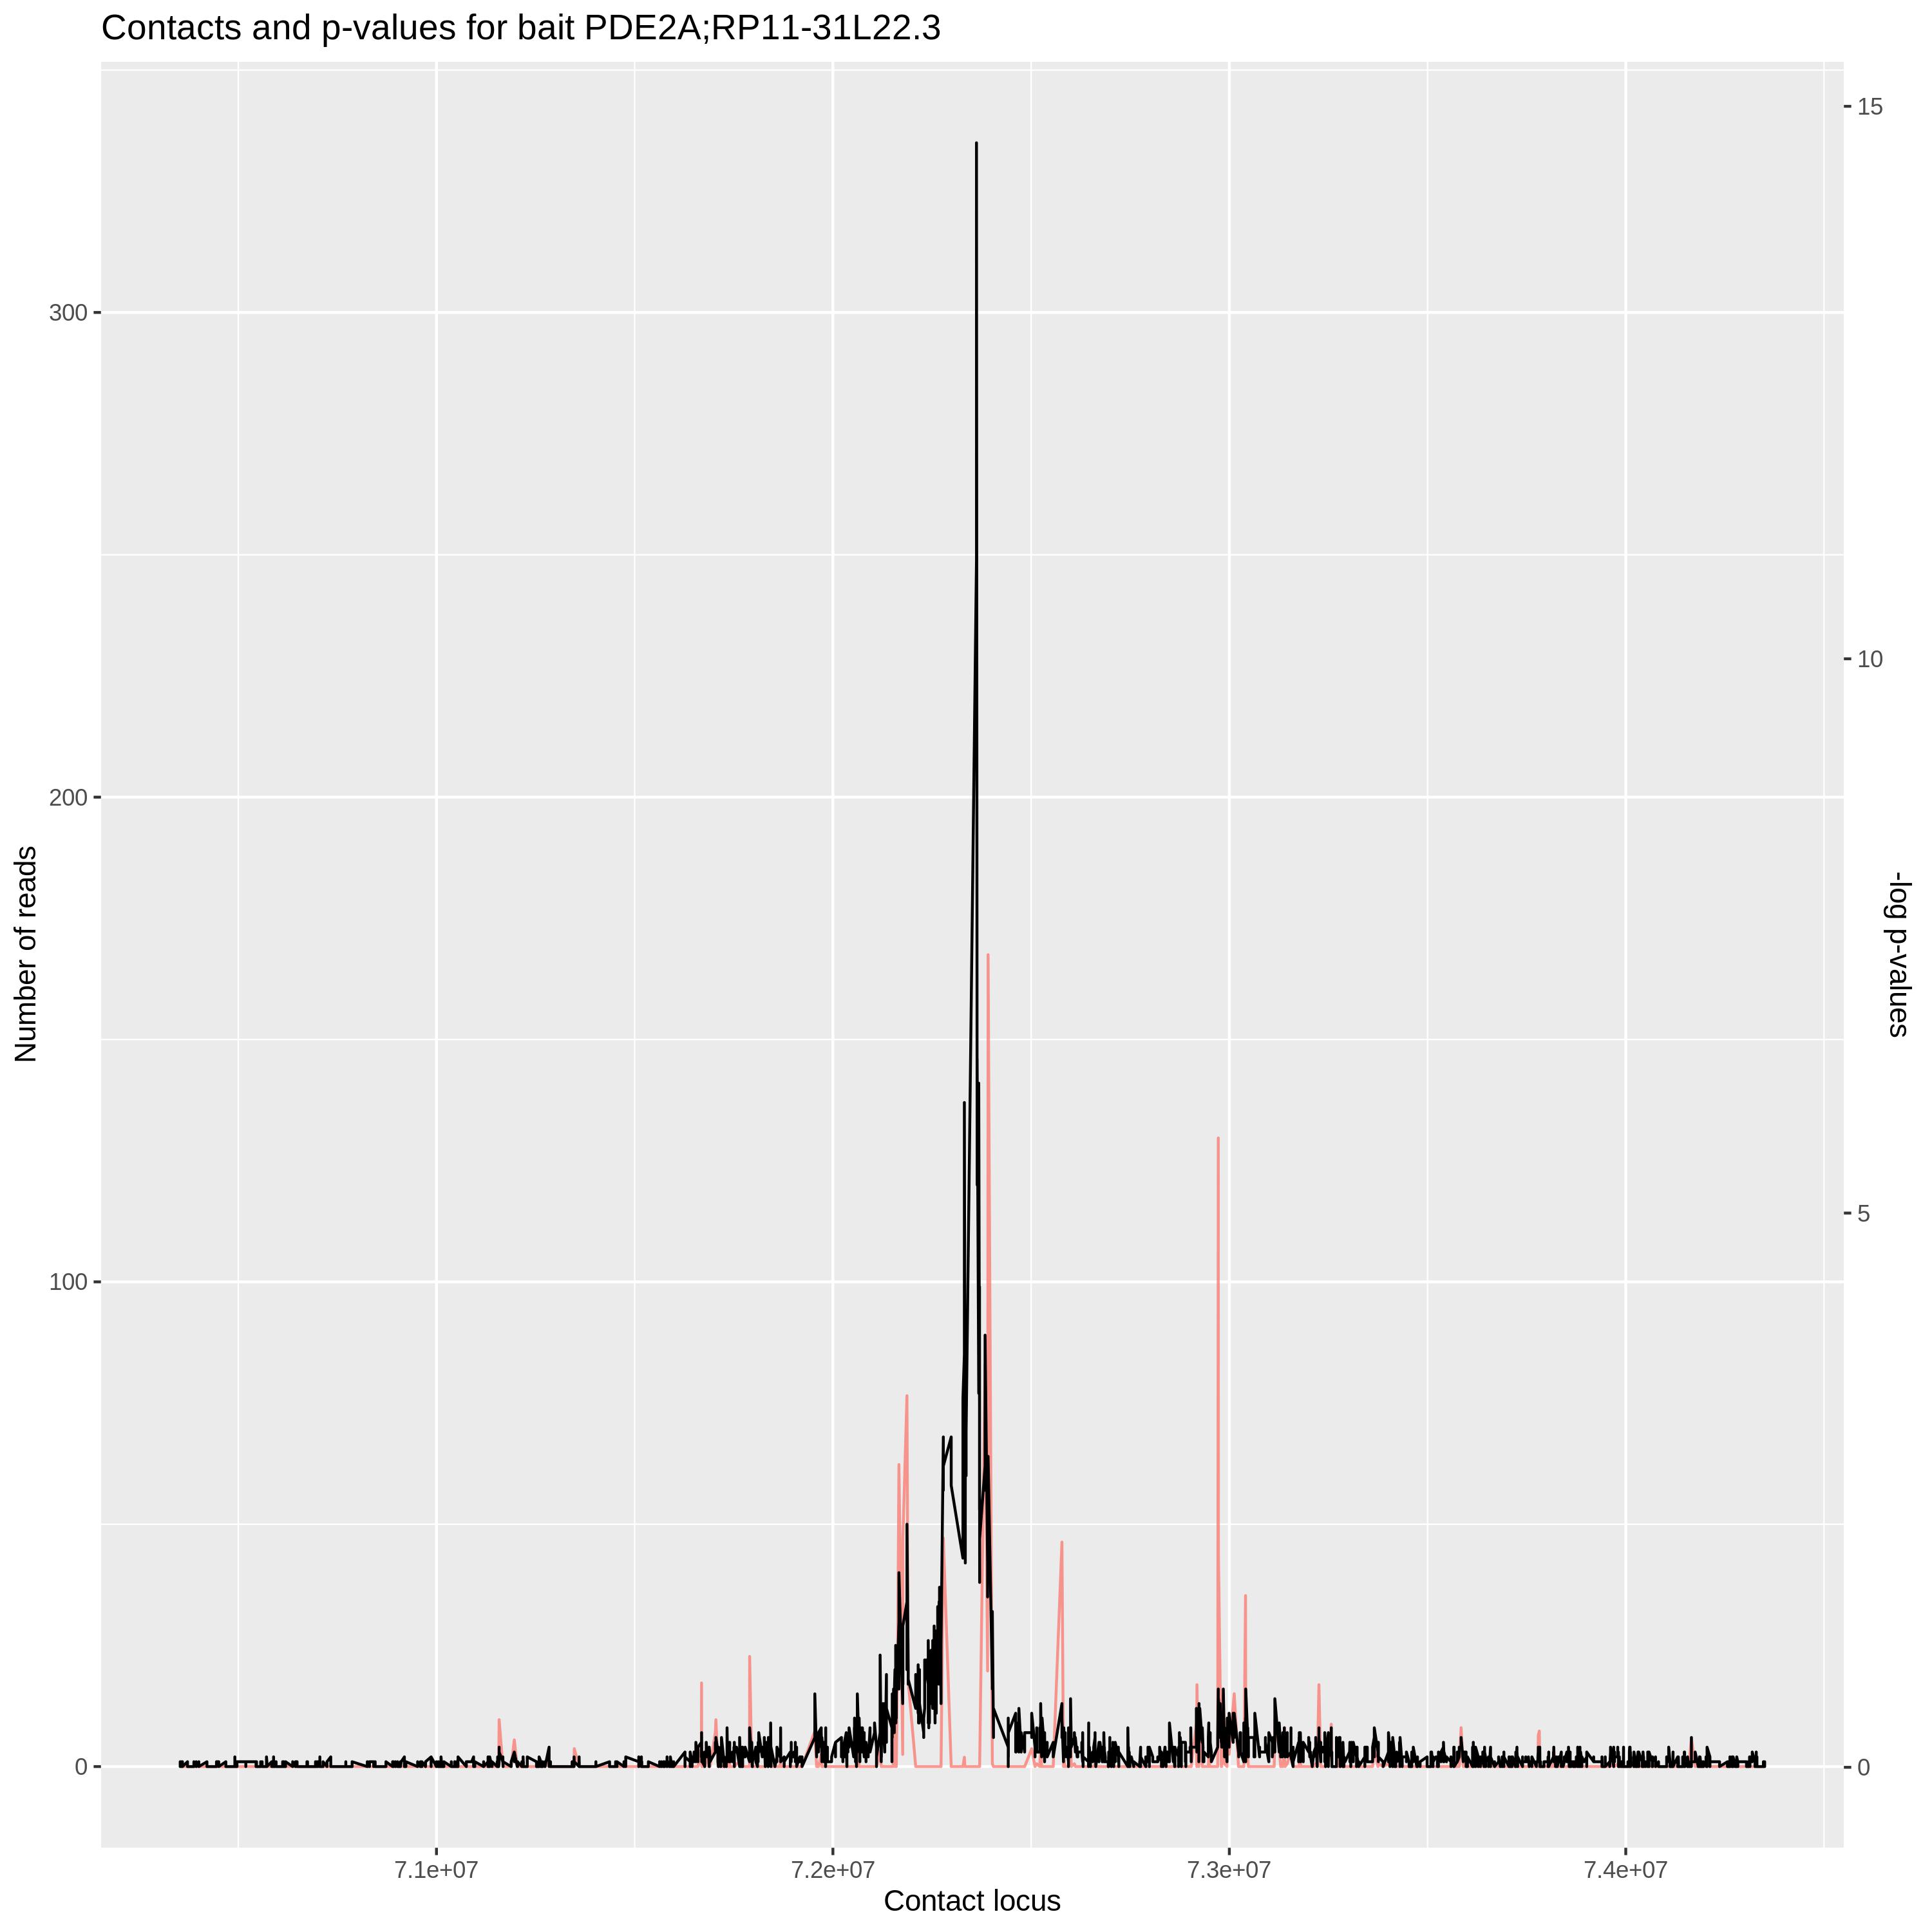 Contacts and p-values for bait PDE2A;RP11-31L22.3
15
300
10
200
Number of reads
-log p-values
5
100
0
0
7.1e+07
7.2e+07
7.3e+07
7.4e+07
Contact locus